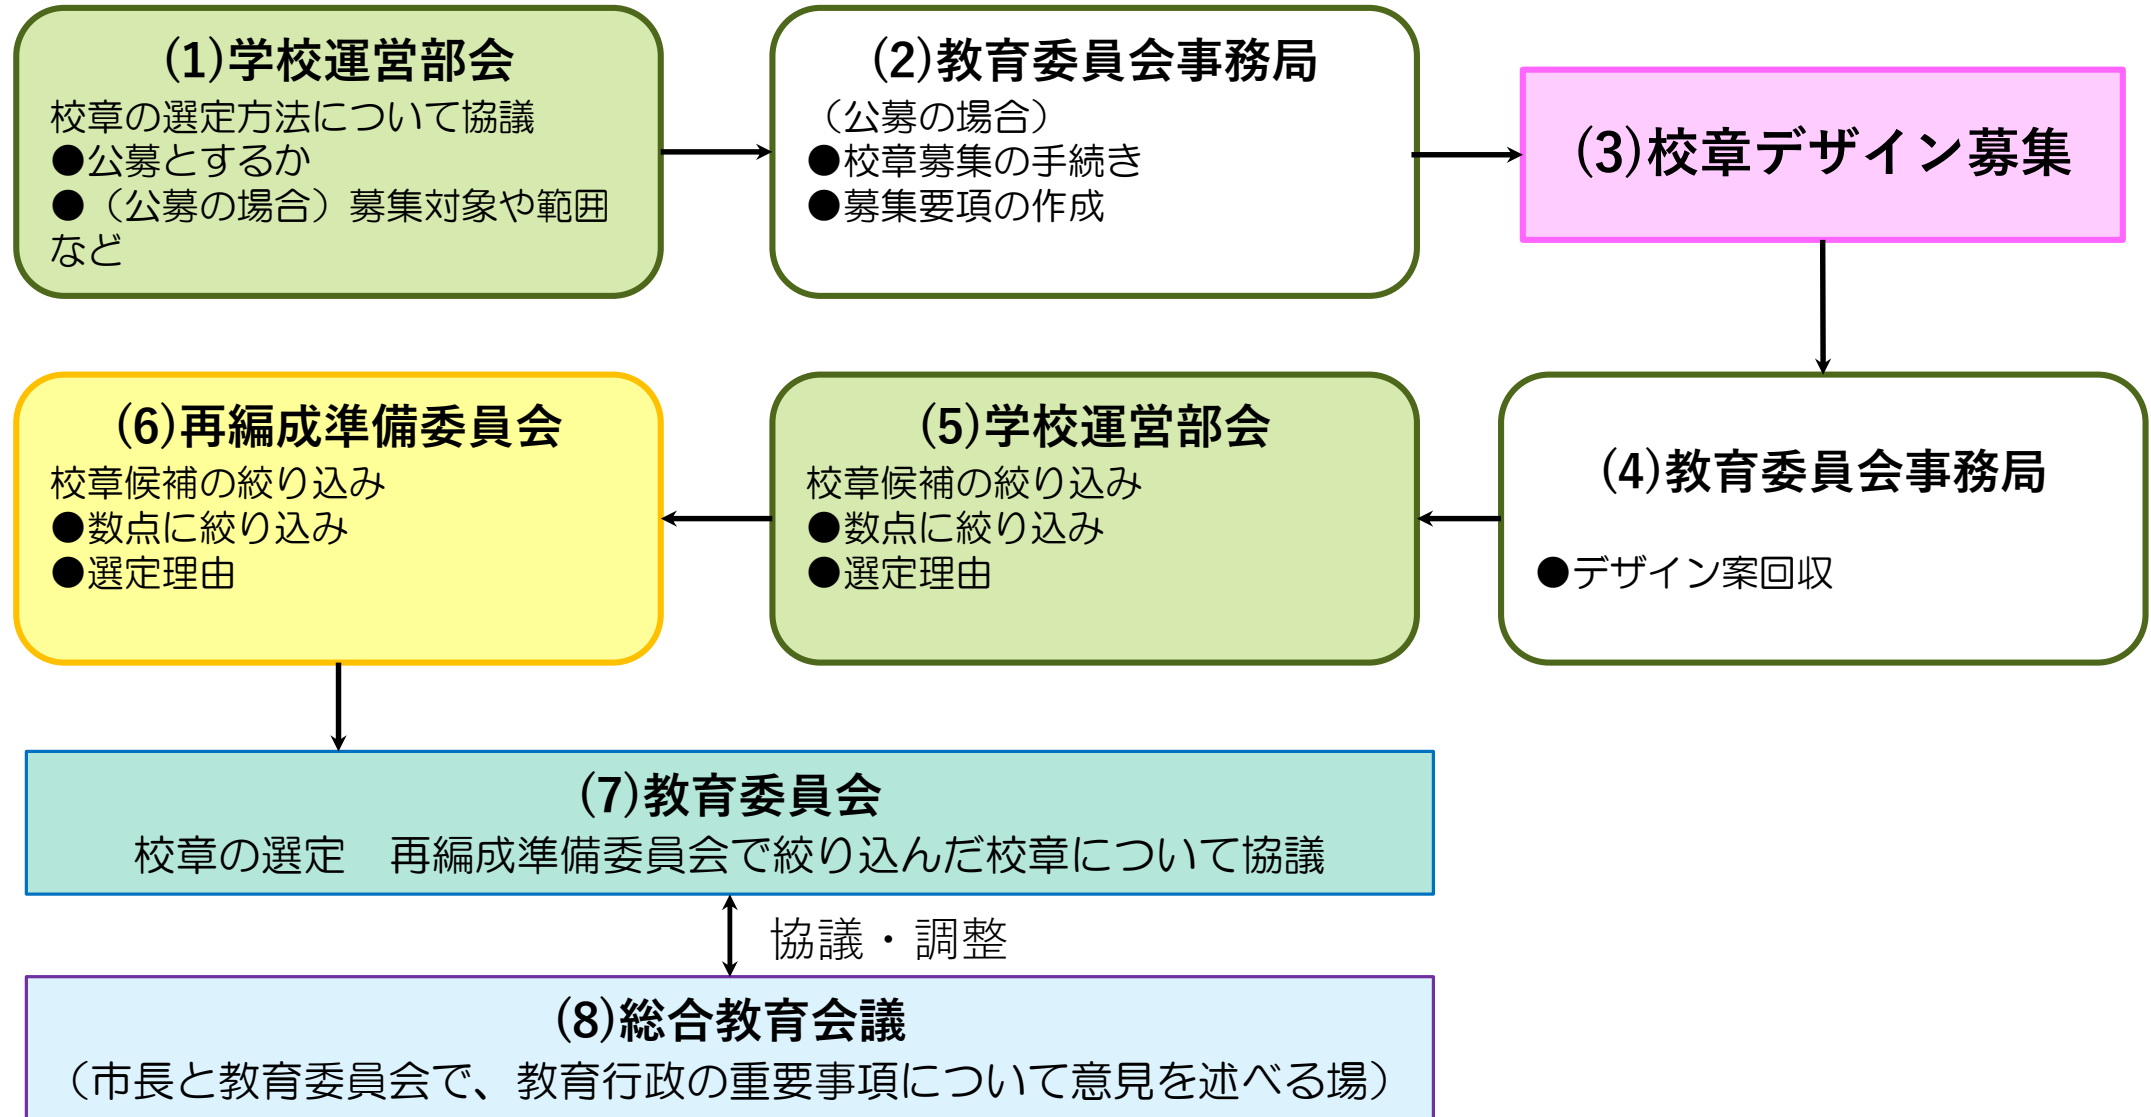 (1)学校運営部会
校章の選定方法について協議
●公募とするか
●（公募の場合）募集対象や範囲
など
(2)教育委員会事務局
（公募の場合）
●校章募集の手続き
●募集要項の作成
(3)校章デザイン募集
(4)教育委員会事務局
●デザイン案回収
(5)学校運営部会
校章候補の絞り込み
●数点に絞り込み
●選定理由
(6)再編成準備委員会
校章候補の絞り込み
●数点に絞り込み
●選定理由
(7)教育委員会
校章の選定　再編成準備委員会で絞り込んだ校章について協議
協議・調整
(8)総合教育会議
（市長と教育委員会で、教育行政の重要事項について意見を述べる場）